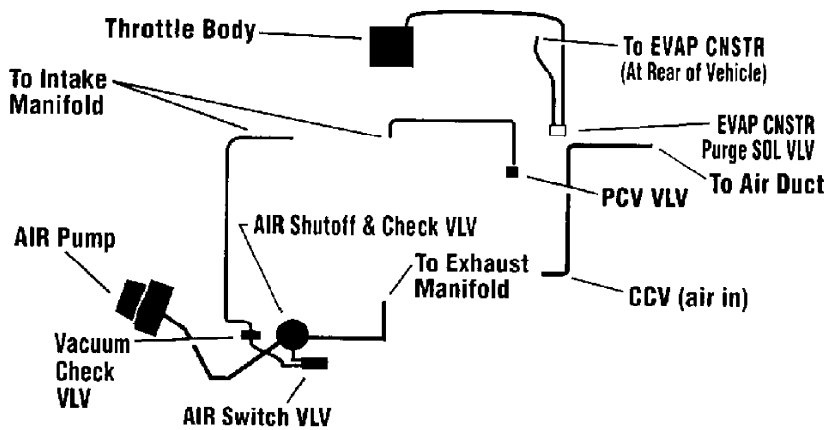 Throttle Body
To EVAP CNSTR
(At Rear of Vehicle)
To Intake
Manifold
EVAP CNSTR
Purge SOL VLV
To Air Duct
PCV VLV
AIR Shutoff & Check VLV
AIR Pump
To Exhaust
Manifold
CCV (air in)
Vacuum
Check
VLV
AIR Switch VLV